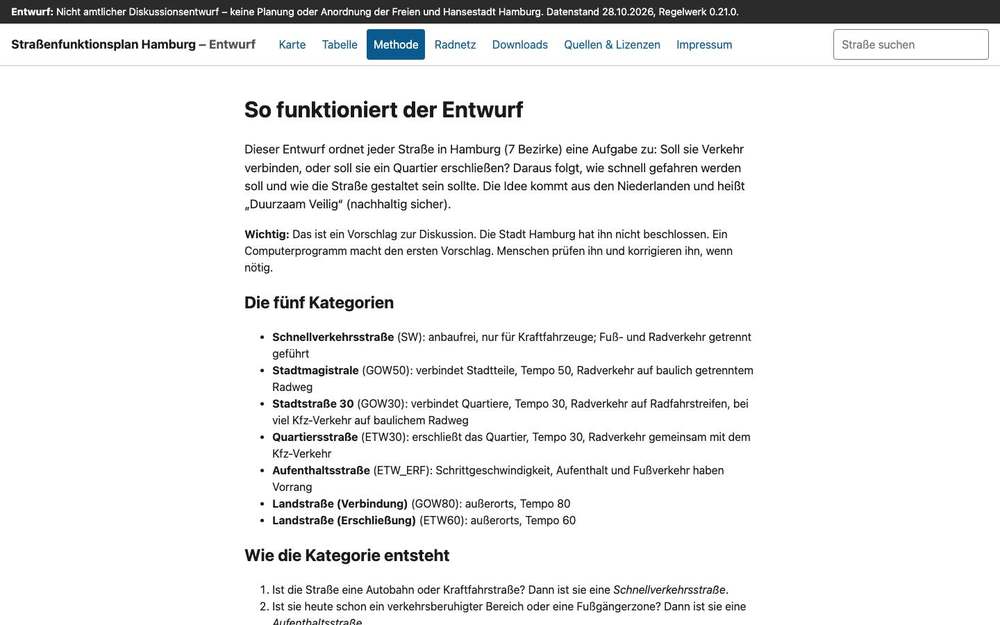 Entwurf: Nicht amtlicher Diskussionsentwurf – keine Planung oder Anordnung der Freien und Hansestadt Hamburg. Datenstand 28.10.2026, Regelwerk 0.21.0.
Straßenfunktionsplan Hamburg – Entwurf Karte Tabelle Methode Radnetz Downloads Quellen & Lizenzen Impressum Straße suchen
So funktioniert der Entwurf
Dieser Entwurf ordnet jeder Straße in Hamburg (7 Bezirke) eine Aufgabe zu: Soll sie Verkehr
verbinden, oder soll sie ein Quartier erschließen? Daraus folgt, wie schnell gefahren werden
soll und wie die Straße gestaltet sein sollte. Die Idee kommt aus den Niederlanden und heißt
„Duurzaam Veilig“ (nachhaltig sicher).
Wichtig: Das ist ein Vorschlag zur Diskussion. Die Stadt Hamburg hat ihn nicht beschlossen. Ein
Computerprogramm macht den ersten Vorschlag. Menschen prüfen ihn und korrigieren ihn, wenn
nötig.
Die fünf Kategorien
• Schnellverkehrsstraße (SW): anbaufrei, nur für Kraftfahrzeuge; Fuß- und Radverkehr getrennt
geführt
• Stadtmagistrale (GOW50): verbindet Stadtteile, Tempo 50, Radverkehr auf baulich getrenntem
Radweg
• Stadtstraße 30 (GOW30): verbindet Quartiere, Tempo 30, Radverkehr auf Radfahrstreifen, bei
viel Kfz-Verkehr auf baulichem Radweg
• Quartiersstraße (ETW30): erschließt das Quartier, Tempo 30, Radverkehr gemeinsam mit dem
Kfz-Verkehr
• Aufenthaltsstraße (ETW_ERF): Schrittgeschwindigkeit, Aufenthalt und Fußverkehr haben
Vorrang
• Landstraße (Verbindung) (GOW80): außerorts, Tempo 80
• Landstraße (Erschließung) (ETW60): außerorts, Tempo 60
Wie die Kategorie entsteht
1. Ist die Straße eine Autobahn oder Kraftfahrstraße? Dann ist sie eine Schnellverkehrsstraße.
2. Ist sie heute schon ein verkehrsberuhigter Bereich oder eine Fußgängerzone? Dann ist sie eine
Aufenthaltsstraße.